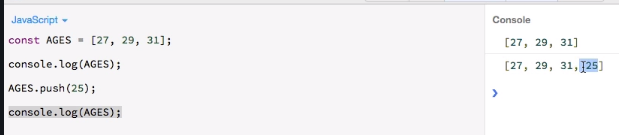 JavaScript
const AGES = [27, 29, 31];
console.log(AGES);
AGES.push(25);
console.log(AGES);
Console
[27, 29, 31]
[27, 29, 31, 25]